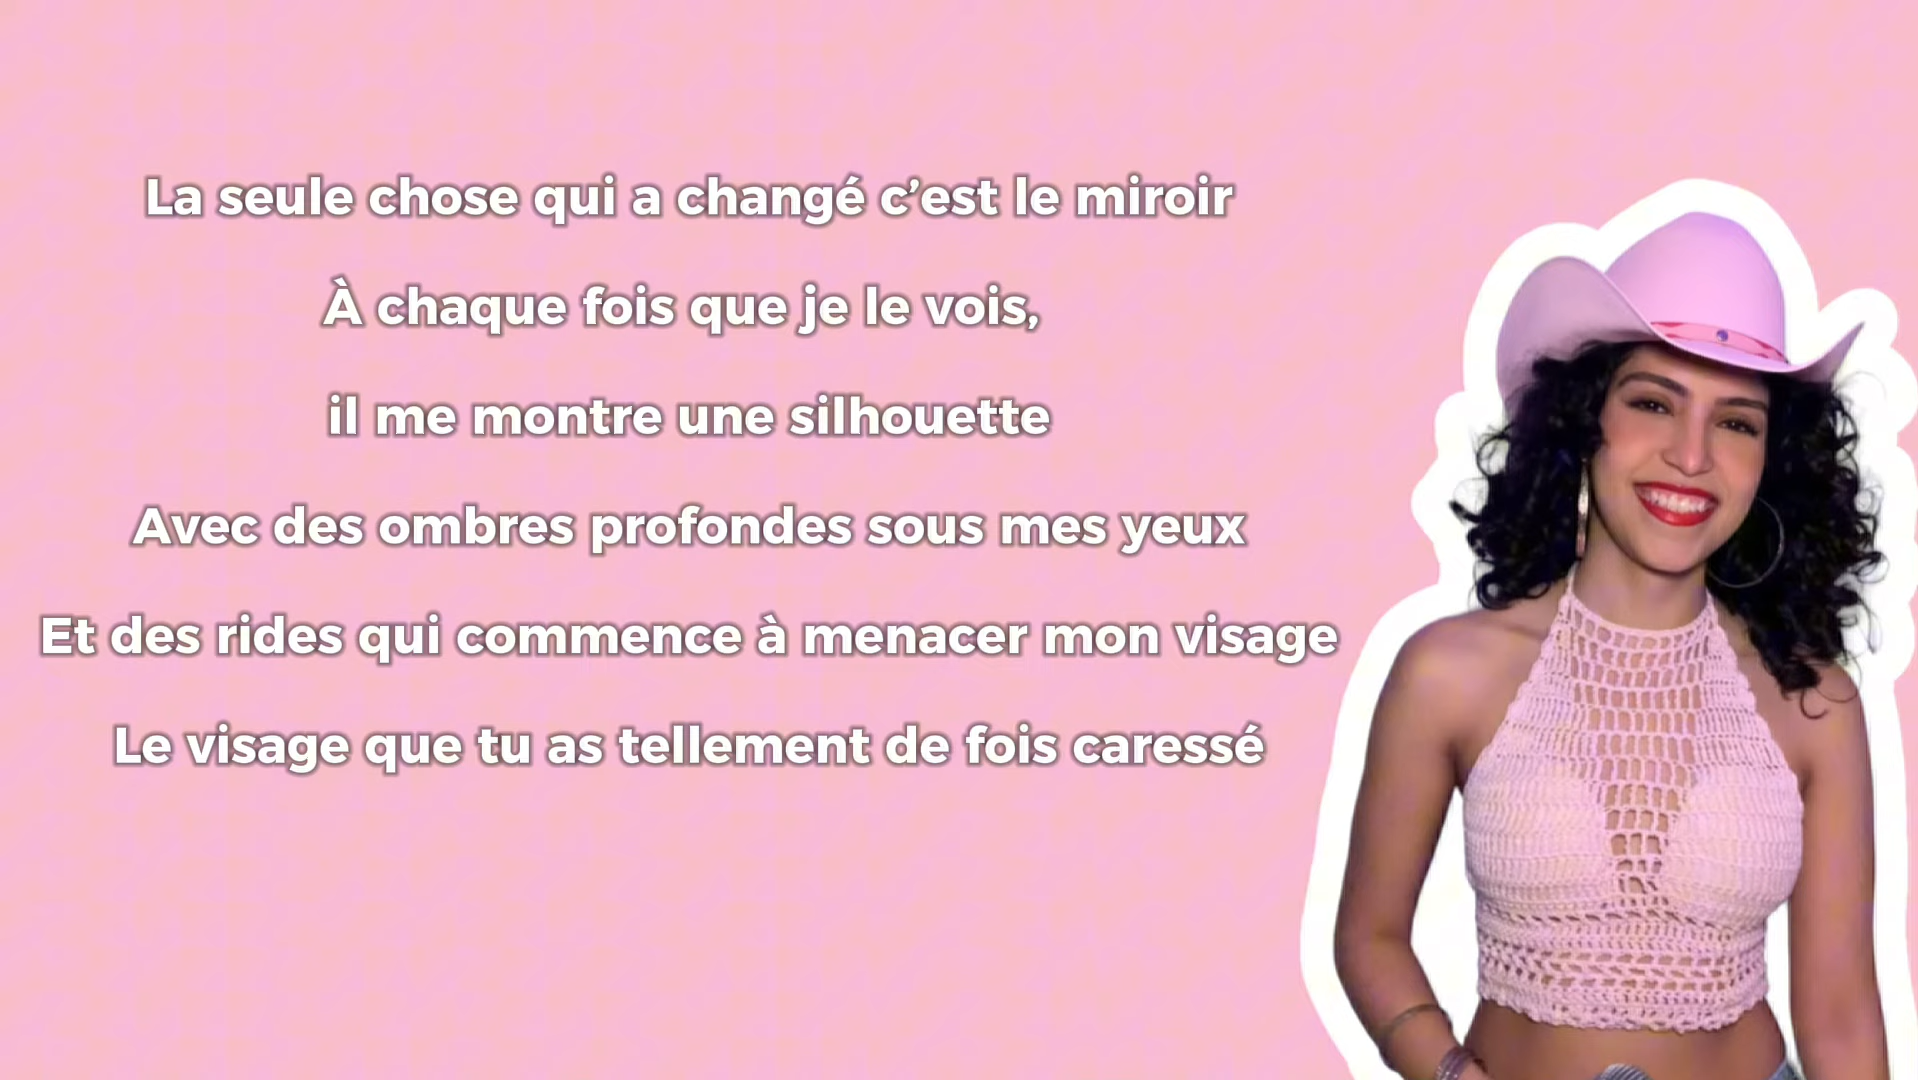 La seule chose qui a changé c’est le miroir
À chaque fois que je le vois,
il me montre une silhouette
Avec des ombres profondes sous mes yeux
Et des rides qui commence à menacer mon visage
Le visage que tu as tellement de fois caressé